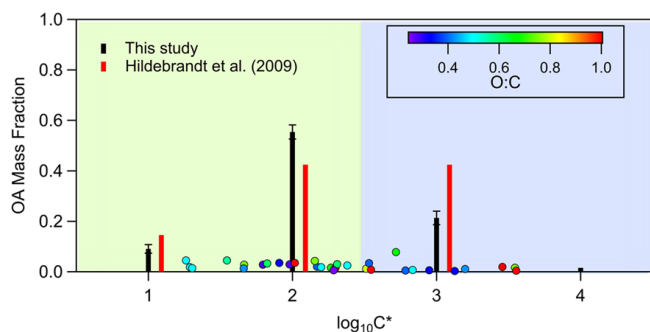 1.0
0.8
0.6
0.4
0.2
0.0
OA Mass Fraction
This study
Hildebrandt et al. (2009)
0.4 0.6 0.8 1.0
O:C
1 2 3 4
log₁₀C*